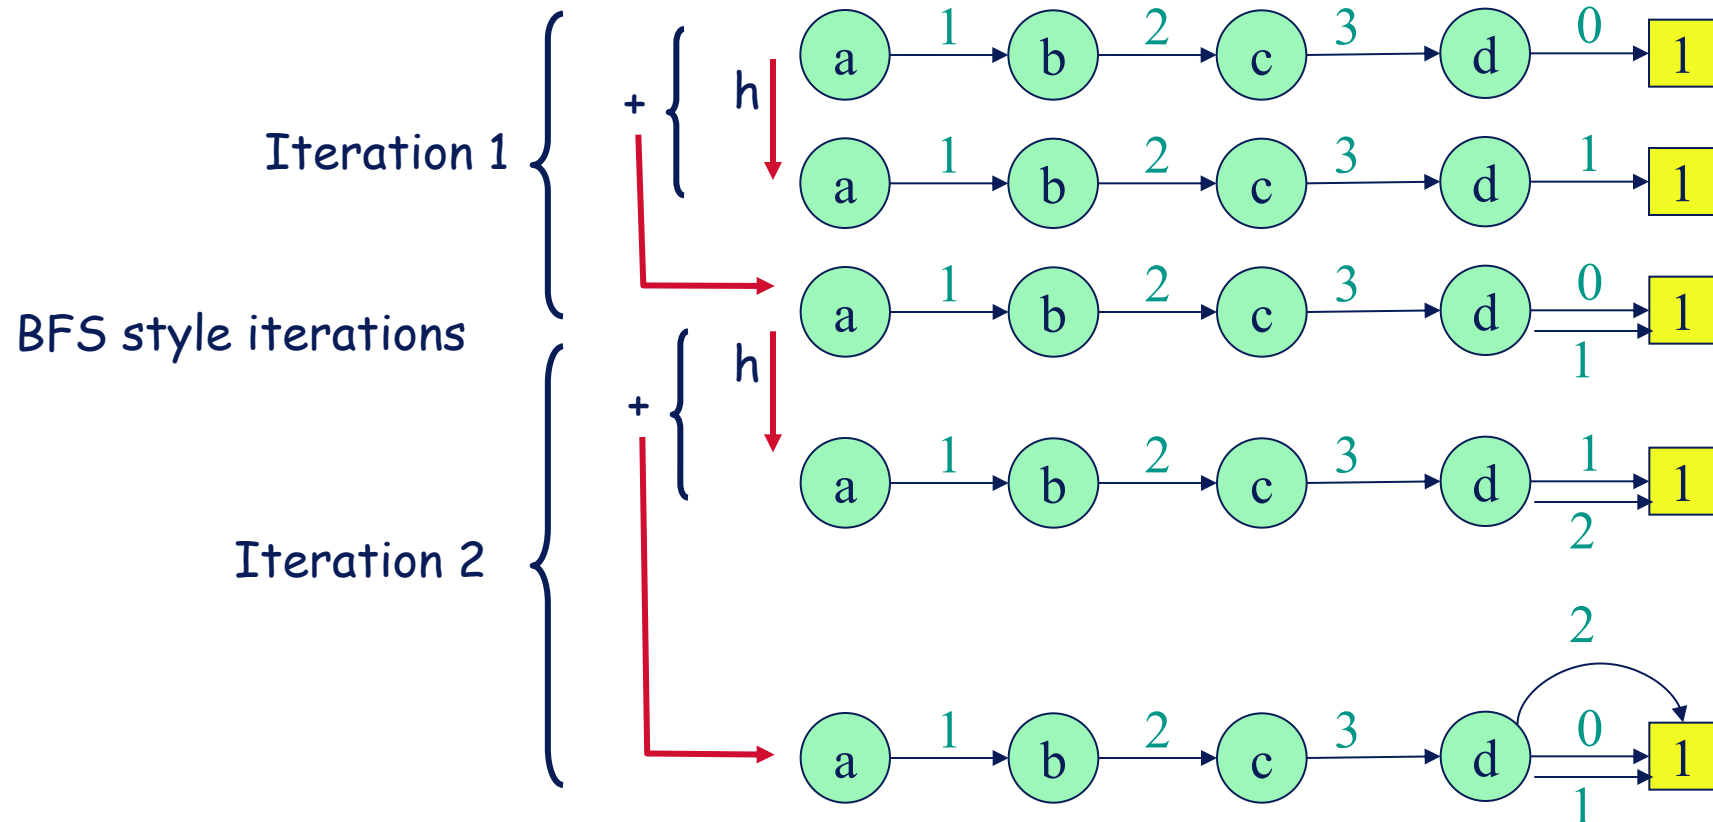 1 2 3 0
a b c d 1
+ h
1 2 3 1
Iteration 1
a b c d 1
1 2 3 0
a b c d 1
BFS style iterations
h 1
+
1 2 3 1
a b c d 1
2
Iteration 2
2
1 2 3 0
a b c d 1
1